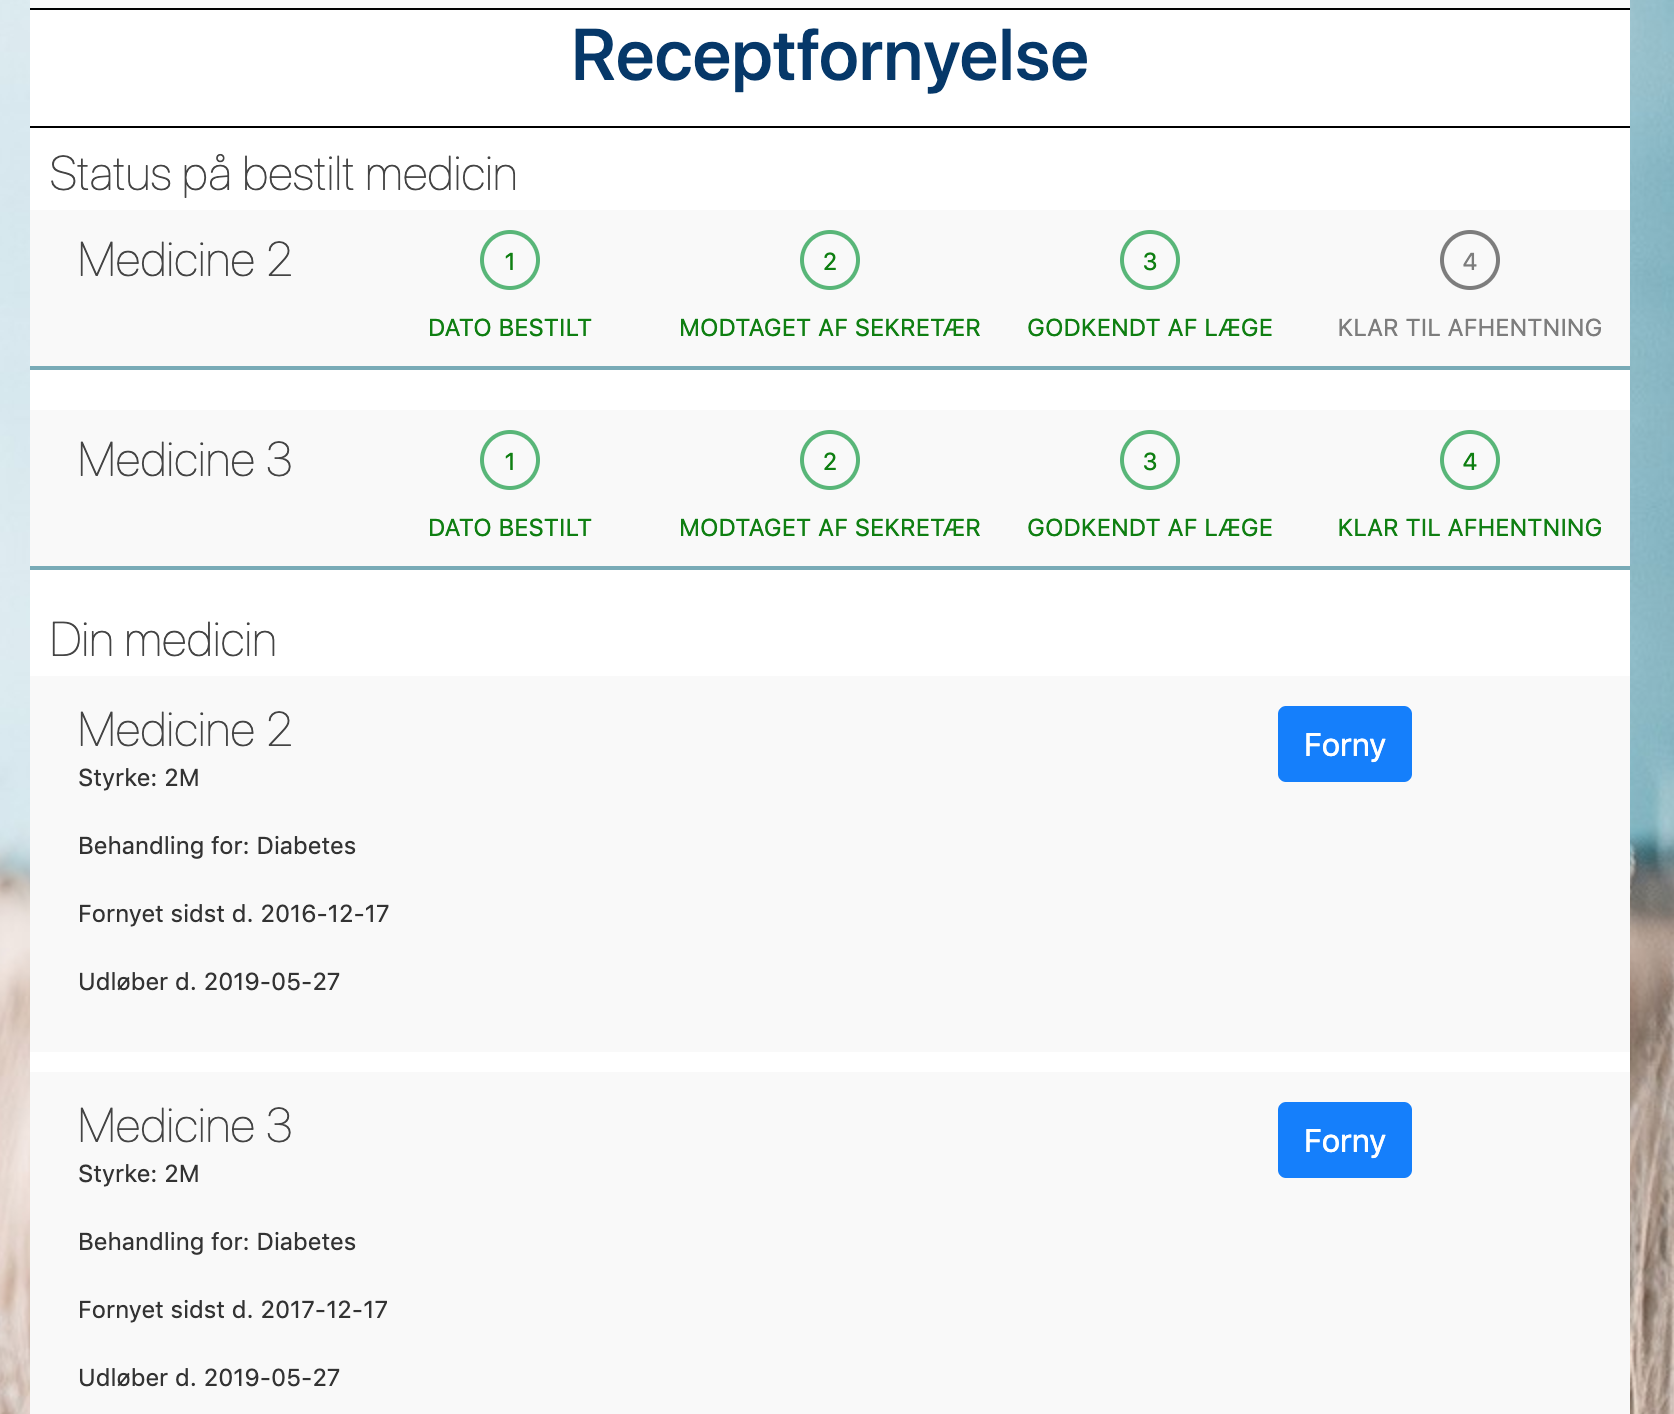 Receptfornyelse
Status på bestilt medicin
Medicine 2
1 2 3 4
DATO BESTILT MODTAGET AF SEKRETÆR GODKENDT AF LÆGE KLAR TIL AFHENTNING
Medicine 3
1 2 3 4
DATO BESTILT MODTAGET AF SEKRETÆR GODKENDT AF LÆGE KLAR TIL AFHENTNING
Din medicin
Medicine 2
Forny
Styrke: 2M
Behandling for: Diabetes
Fornyet sidst d. 2016-12-17
Udløber d. 2019-05-27
Medicine 3
Forny
Styrke: 2M
Behandling for: Diabetes
Fornyet sidst d. 2017-12-17
Udløber d. 2019-05-27